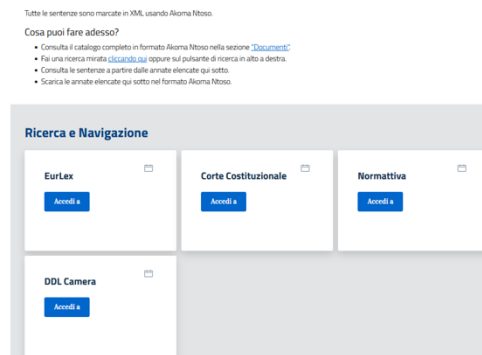 Tutte le sentenze sono marcate in XML usando Akoma Ntoso.
Cosa puoi fare adesso?
• Consulta il catalogo completo in formato Akoma Ntoso nella sezione "Documenti".
• Fai una ricerca mirata cliccando qui oppure sul pulsante di ricerca in alto a destra.
• Consulta le sentenze a partire dalle annate elencate qui sotto.
• Scarica le annate elencate qui sotto nel formato Akoma Ntoso.
Ricerca e Navigazione
EurLex
Accedi a
Corte Costituzionale
Accedi a
Normattiva
Accedi a
DDL Camera
Accedi a